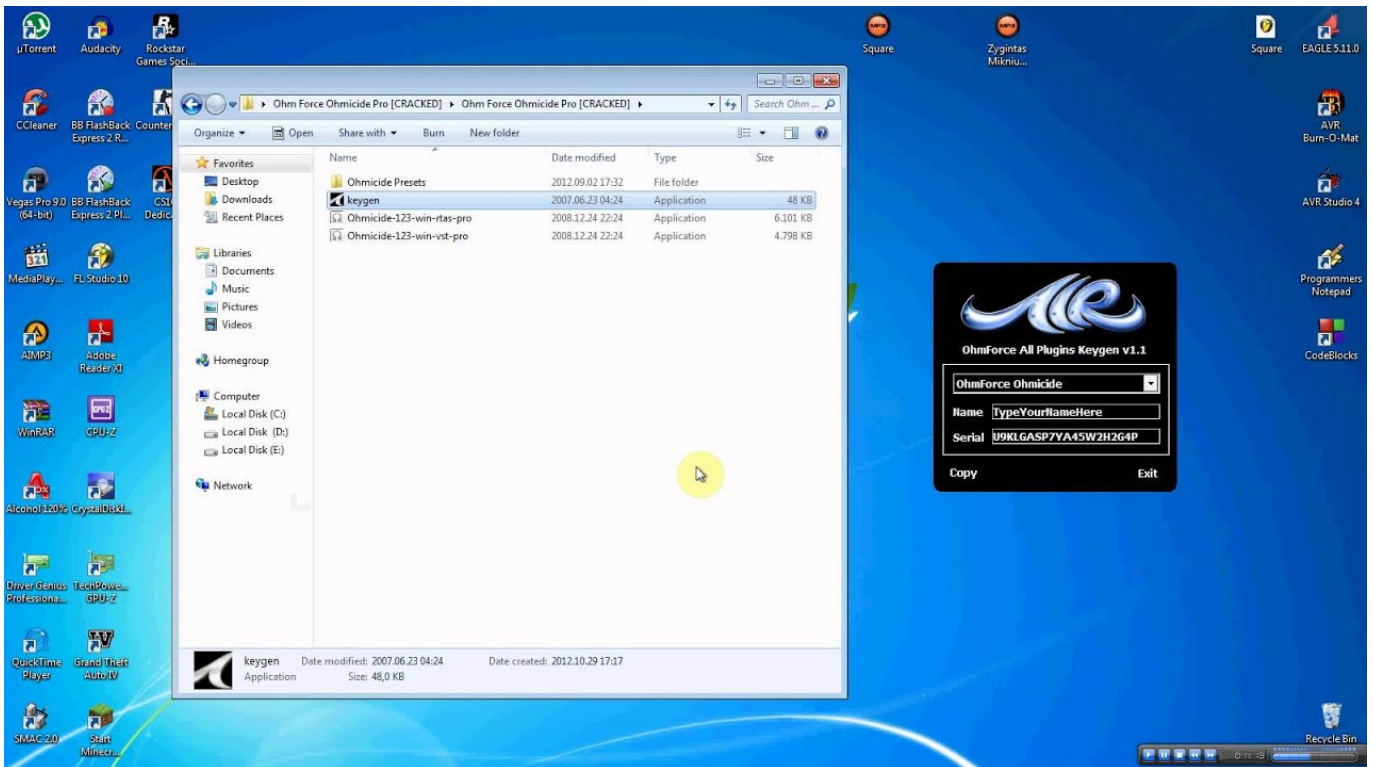 µTorrent
Audacity
Rockstar
Games Soci...
Square
Zygintas
Mikniu...
Square
EAGLE 5.11.0
Ohm Force Ohmicide Pro [CRACKED] Ohm Force Ohmicide Pro [CRACKED]
Search Ohm ...
CCleaner
BB FlashBack
Express 2 R...
Counter
Organize Open Share with Burn New folder
AVR
Burn-O-Mat
Favorites
Desktop
Downloads
Recent Places
Libraries
Documents
Music
Pictures
Videos
Homegroup
Computer
Local Disk (C:)
Local Disk (D:)
Local Disk (E:)
Network
Name Date modified Type Size
Ohmicide Presets 2012.09.02 17:32 File folder
keygen 2007.06.23 04:24 Application 48 KB
Ohmicide-123-win-rtas-pro 2008.12.24 22:24 Application 6.101 KB
Ohmicide-123-win-vst-pro 2008.12.24 22:24 Application 4.798 KB
Vegas Pro 9.0
(64-bit)
BB FlashBack
Express 2 Pl...
CS1
Dedic
AVR Studio 4
321
MediaPlay...
FL Studio 10
Programmers
Notepad
AIMP3
Adobe
Reader XI
CodeBlocks
OhmForce All Plugins Keygen v1.1
OhmForce Ohmicide
Name TypeYourNameHere
Serial U9KLGASP7YA45W2H2G4P
Copy Exit
WinRAR
CPU-Z
Alcohol 120%
CrystalDiskI...
Driver Genius
Professiona...
TechPowe...
GPU-Z
QuickTime
Player
Grand Theft
Auto IV
keygen Date modified: 2007.06.23 04:24 Date created: 2012.10.29 17:17
Application Size: 48,0 KB
SMAC 2.0
Start
Minecr...
Recycle Bin